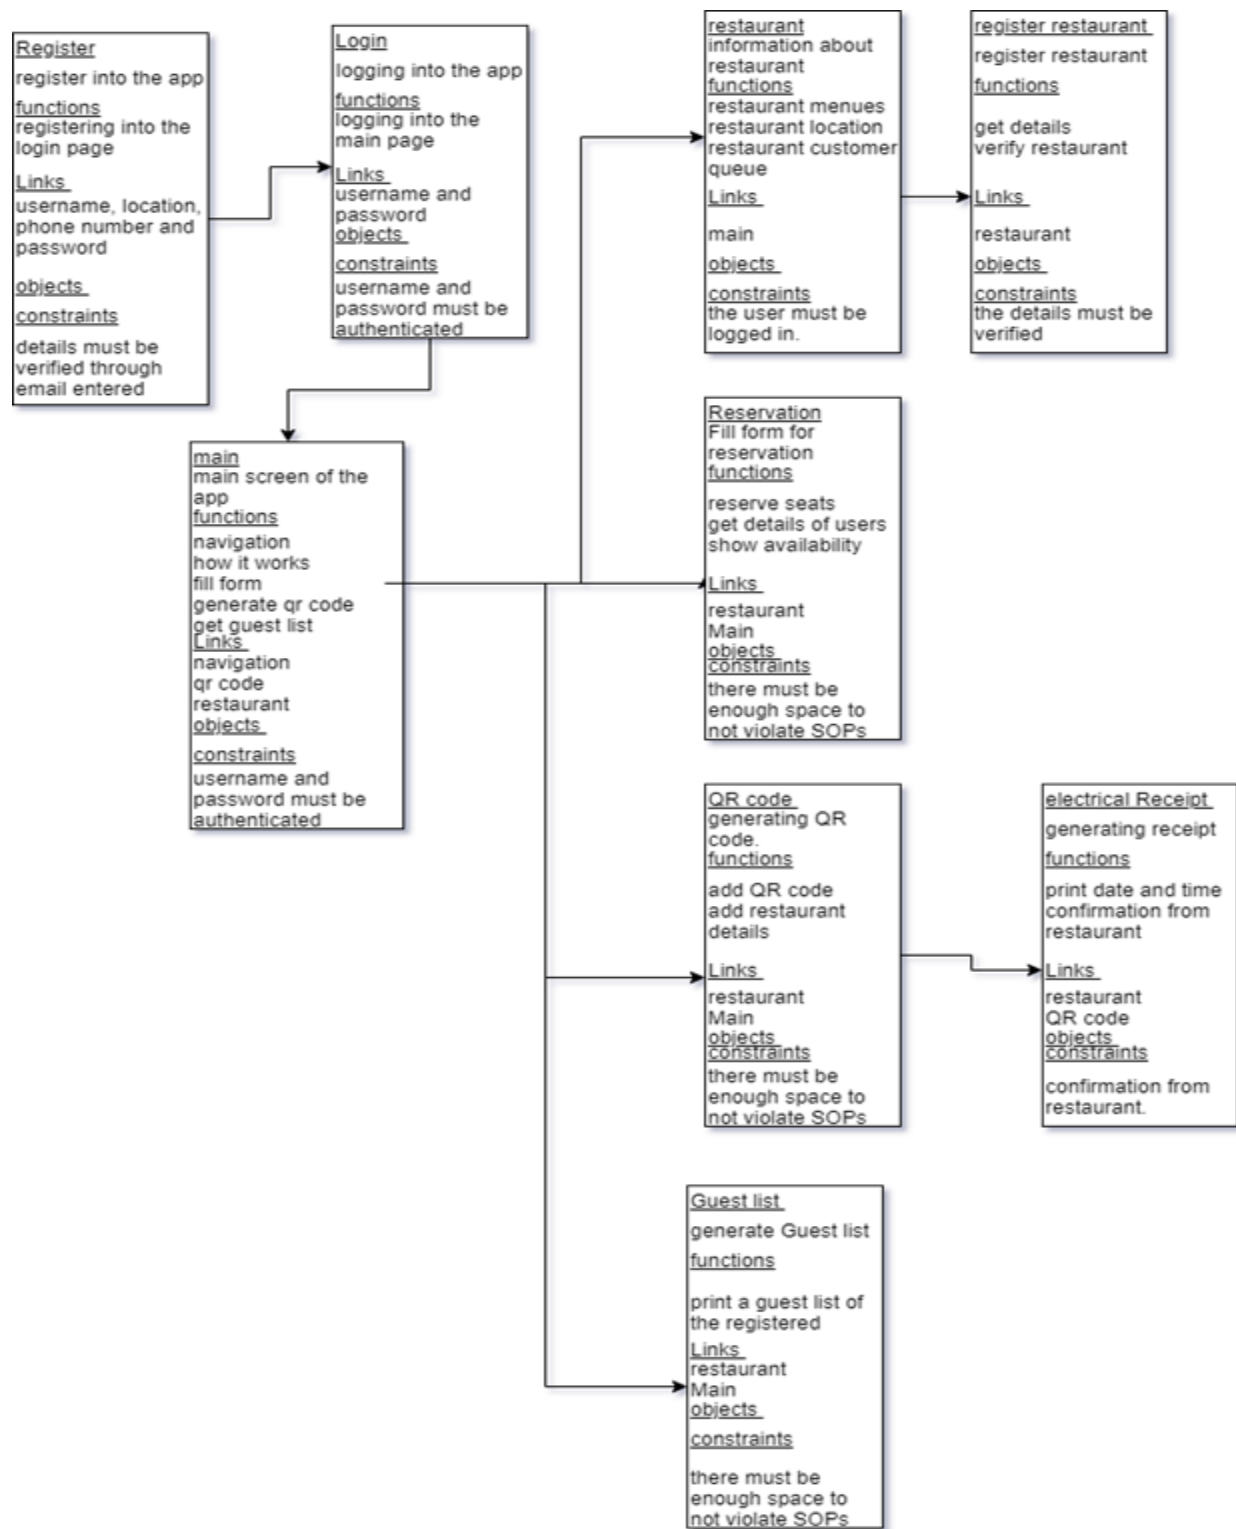 Register
register into the app
functions
registering into the
login page
Links
username, location,
phone number and
password
objects
constraints
details must be
verified through
email entered
Login
logging into the app
functions
logging into the
main page
Links
username and
password
objects
constraints
username and
password must be
authenticated
restaurant
information about
restaurant
functions
restaurant menues
restaurant location
restaurant customer
queue
Links
main
objects
constraints
the user must be
logged in.
register restaurant
register restaurant
functions
get details
verify restaurant
Links
restaurant
objects
constraints
the details must be
verified
main
main screen of the
app
functions
navigation
how it works
fill form
generate qr code
get guest list
Links
navigation
qr code
restaurant
objects
constraints
username and
password must be
authenticated
Reservation
Fill form for
reservation
functions
reserve seats
get details of users
show availability
Links
restaurant
Main
objects
constraints
there must be
enough space to
not violate SOPs
QR code
generating QR
code.
functions
add QR code
add restaurant
details
Links
restaurant
Main
objects
constraints
there must be
enough space to
not violate SOPs
electrical Receipt
generating receipt
functions
print date and time
confirmation from
restaurant
Links
restaurant
QR code
objects
constraints
confirmation from
restaurant.
Guest list
generate Guest list
functions
print a guest list of
the registered
Links
restaurant
Main
objects
constraints
there must be
enough space to
not violate SOPs